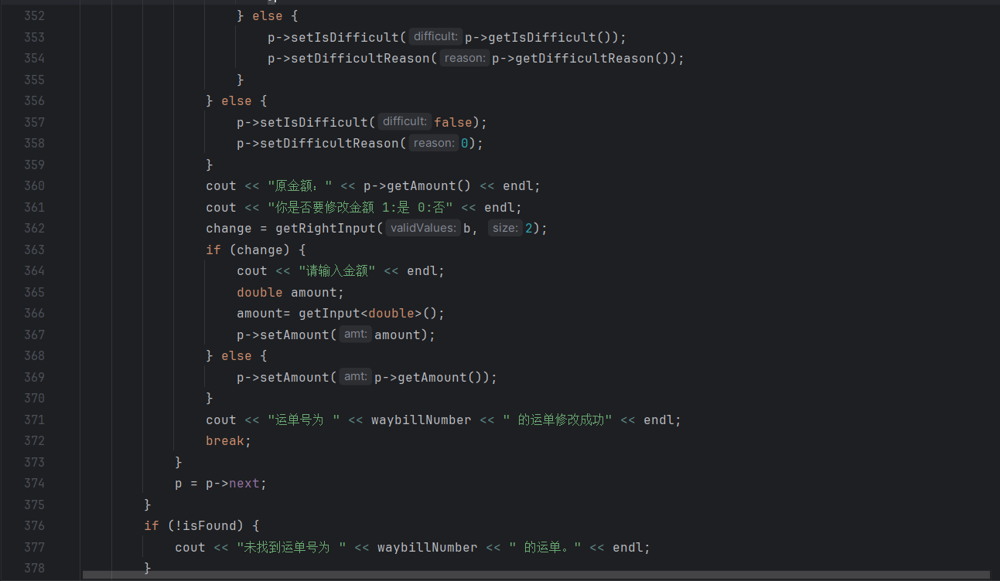 352 } else {
353 p->setIsDifficult( difficult: p->getIsDifficult());
354 p->setDifficultReason( reason: p->getDifficultReason());
355 }
356 } else {
357 p->setIsDifficult( difficult: false);
358 p->setDifficultReason( reason: 0);
359 }
360 cout << "原金额：" << p->getAmount() << endl;
361 cout << "你是否要修改金额 1:是 0:否" << endl;
362 change = getRightInput( validValues: b, size: 2);
363 if (change) {
364 cout << "请输入金额" << endl;
365 double amount;
366 amount= getInput<double>();
367 p->setAmount( amt: amount);
368 } else {
369 p->setAmount( amt: p->getAmount());
370 }
371 cout << "运单号为 " << waybillNumber << " 的运单修改成功" << endl;
372 break;
373 }
374 p = p->next;
375 }
376 if (!isFound) {
377 cout << "未找到运单号为 " << waybillNumber << " 的运单。" << endl;
378 }